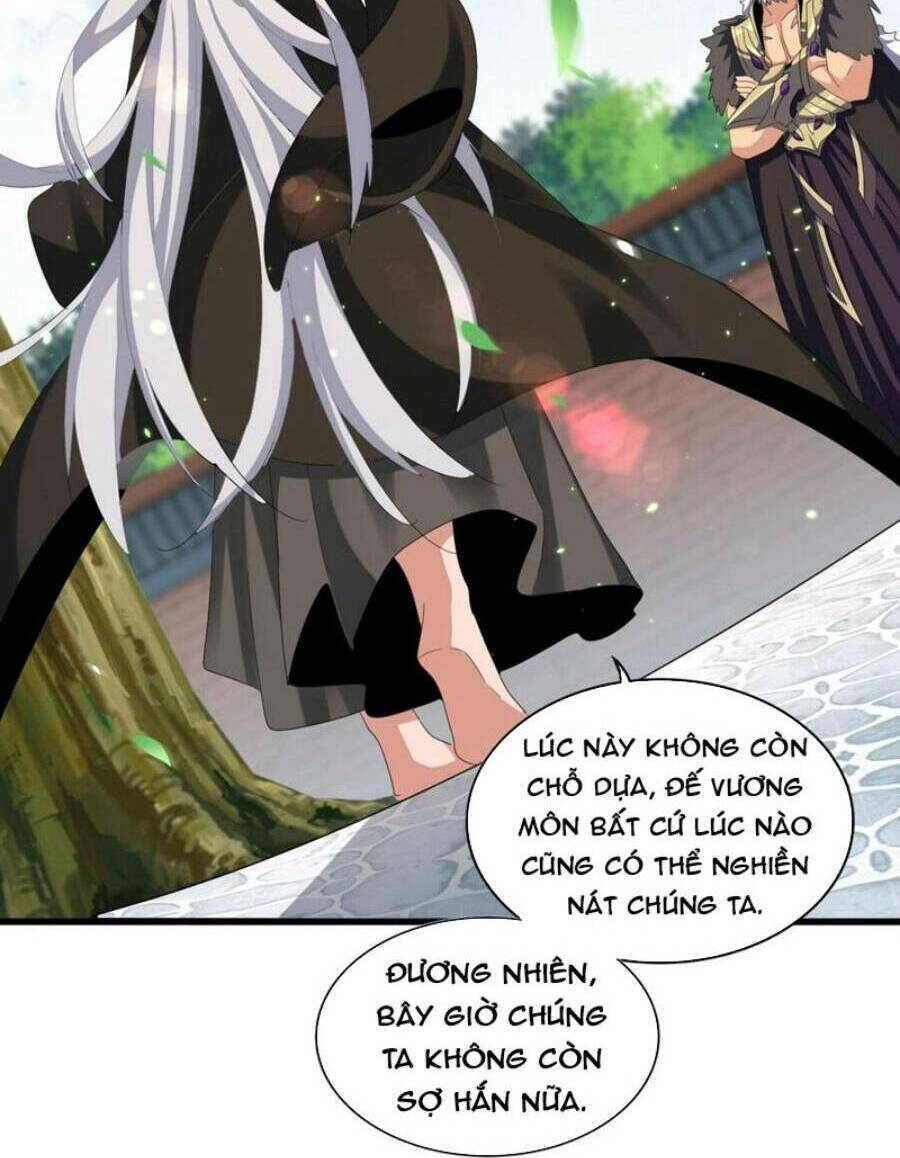 LÚC NÀY KHÔNG CÒN
CHỖ DỰA, ĐẾ VƯƠNG
MÔN BẤT CỨ LÚC NÀO
CŨNG CÓ THỂ NGHIỀN
NÁT CHÚNG TA.
ĐƯƠNG NHIÊN,
BÂY GIỜ CHÚNG
TA KHÔNG CÒN
SỢ HẮN NỮA.